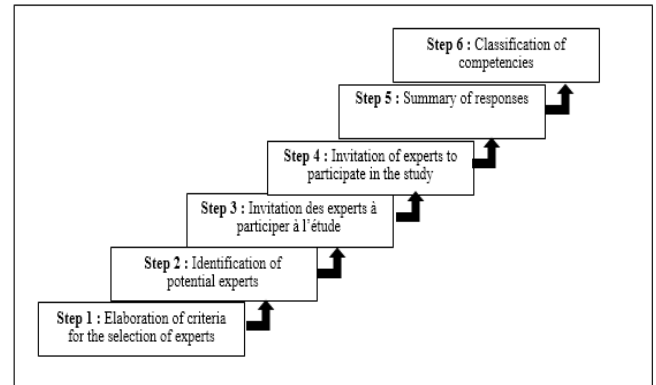 Step 6 : Classification of
competencies
Step 5 : Summary of responses
Step 4 : Invitation of experts to
participate in the study
Step 3 : Invitation des experts à
participer à l'étude
Step 2 : Identification of
potential experts
Step 1 : Elaboration of criteria
for the selection of experts